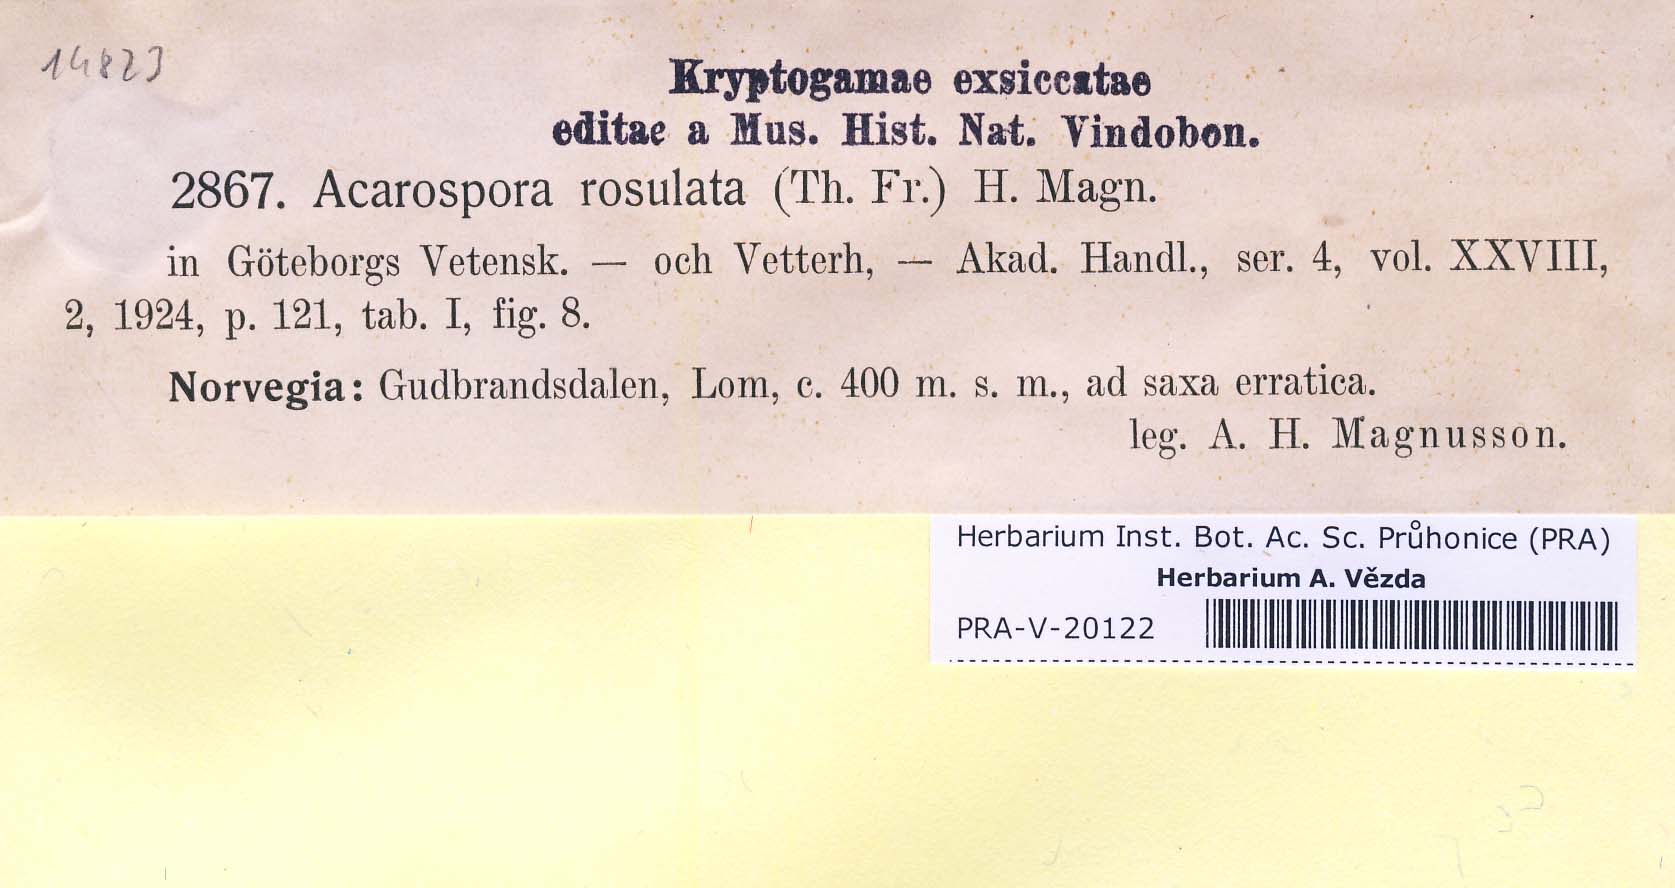 14823
Kryptogamae exsiccatae
editae a Mus. Hist. Nat. Vindobon.
2867. Acarospora rosulata (Th. Fr.) H. Magn.
in Göteborgs Vetensk. — och Vetterh, — Akad. Handl., ser. 4, vol. XXVIII,
2, 1924, p. 121, tab. I, fig. 8.
Norvegia: Gudbrandsdalen, Lom, c. 400 m. s. m., ad saxa erratica.
leg. A. H. Magnusson.
Herbarium Inst. Bot. Ac. Sc. Průhonice (PRA)
Herbarium A. Vězda
PRA-V-20122